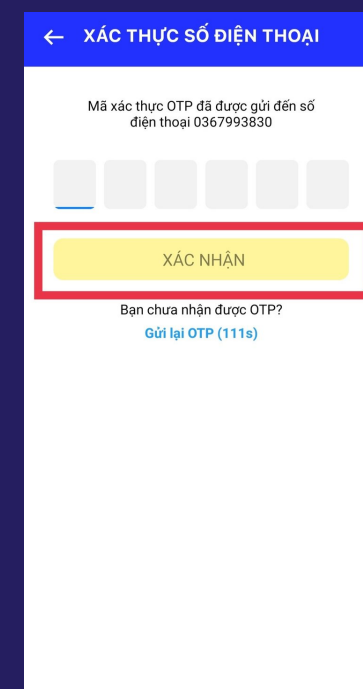 XÁC THỰC SỐ ĐIỆN THOẠI
Mã xác thực OTP đã được gửi đến số
điện thoại 0367993830
XÁC NHẬN
Bạn chưa nhận được OTP?
Gửi lại OTP (111s)